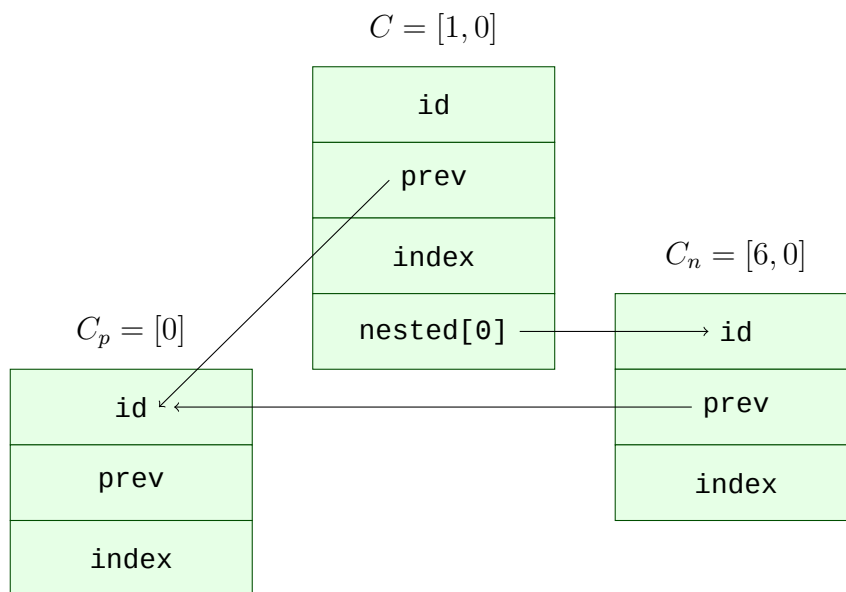 C = [1, 0]
id
prev
index
nested[0]
C_n = [6, 0]
id
prev
index
C_p = [0]
id
prev
index